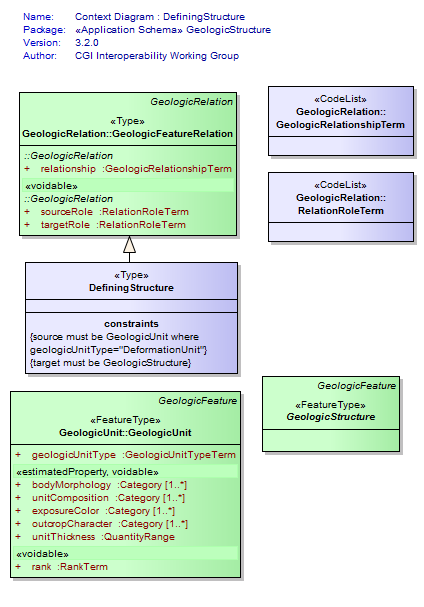 Name: Context Diagram : DefiningStructure
Package: «Application Schema» GeologicStructure
Version: 3.2.0
Author: CGI Interoperability Working Group
GeologicRelation
«Type»
GeologicRelation::GeologicFeatureRelation
::GeologicRelation
+ relationship :GeologicRelationshipTerm
«voidable»
::GeologicRelation
+ sourceRole :RelationRoleTerm
+ targetRole :RelationRoleTerm
«CodeList»
GeologicRelation::
GeologicRelationshipTerm
«CodeList»
GeologicRelation::
RelationRoleTerm
«Type»
DefiningStructure
constraints
{source must be GeologicUnit where
geologicUnitType="DeformationUnit"}
{target must be GeologicStructure}
GeologicFeature
«FeatureType»
GeologicUnit::GeologicUnit
+ geologicUnitType :GeologicUnitTypeTerm
«estimatedProperty, voidable»
+ bodyMorphology :Category [1..*]
+ unitComposition :Category [1..*]
+ exposureColor :Category [1..*]
+ outcropCharacter :Category [1..*]
+ unitThickness :QuantityRange
«voidable»
+ rank :RankTerm
GeologicFeature
«FeatureType»
GeologicStructure